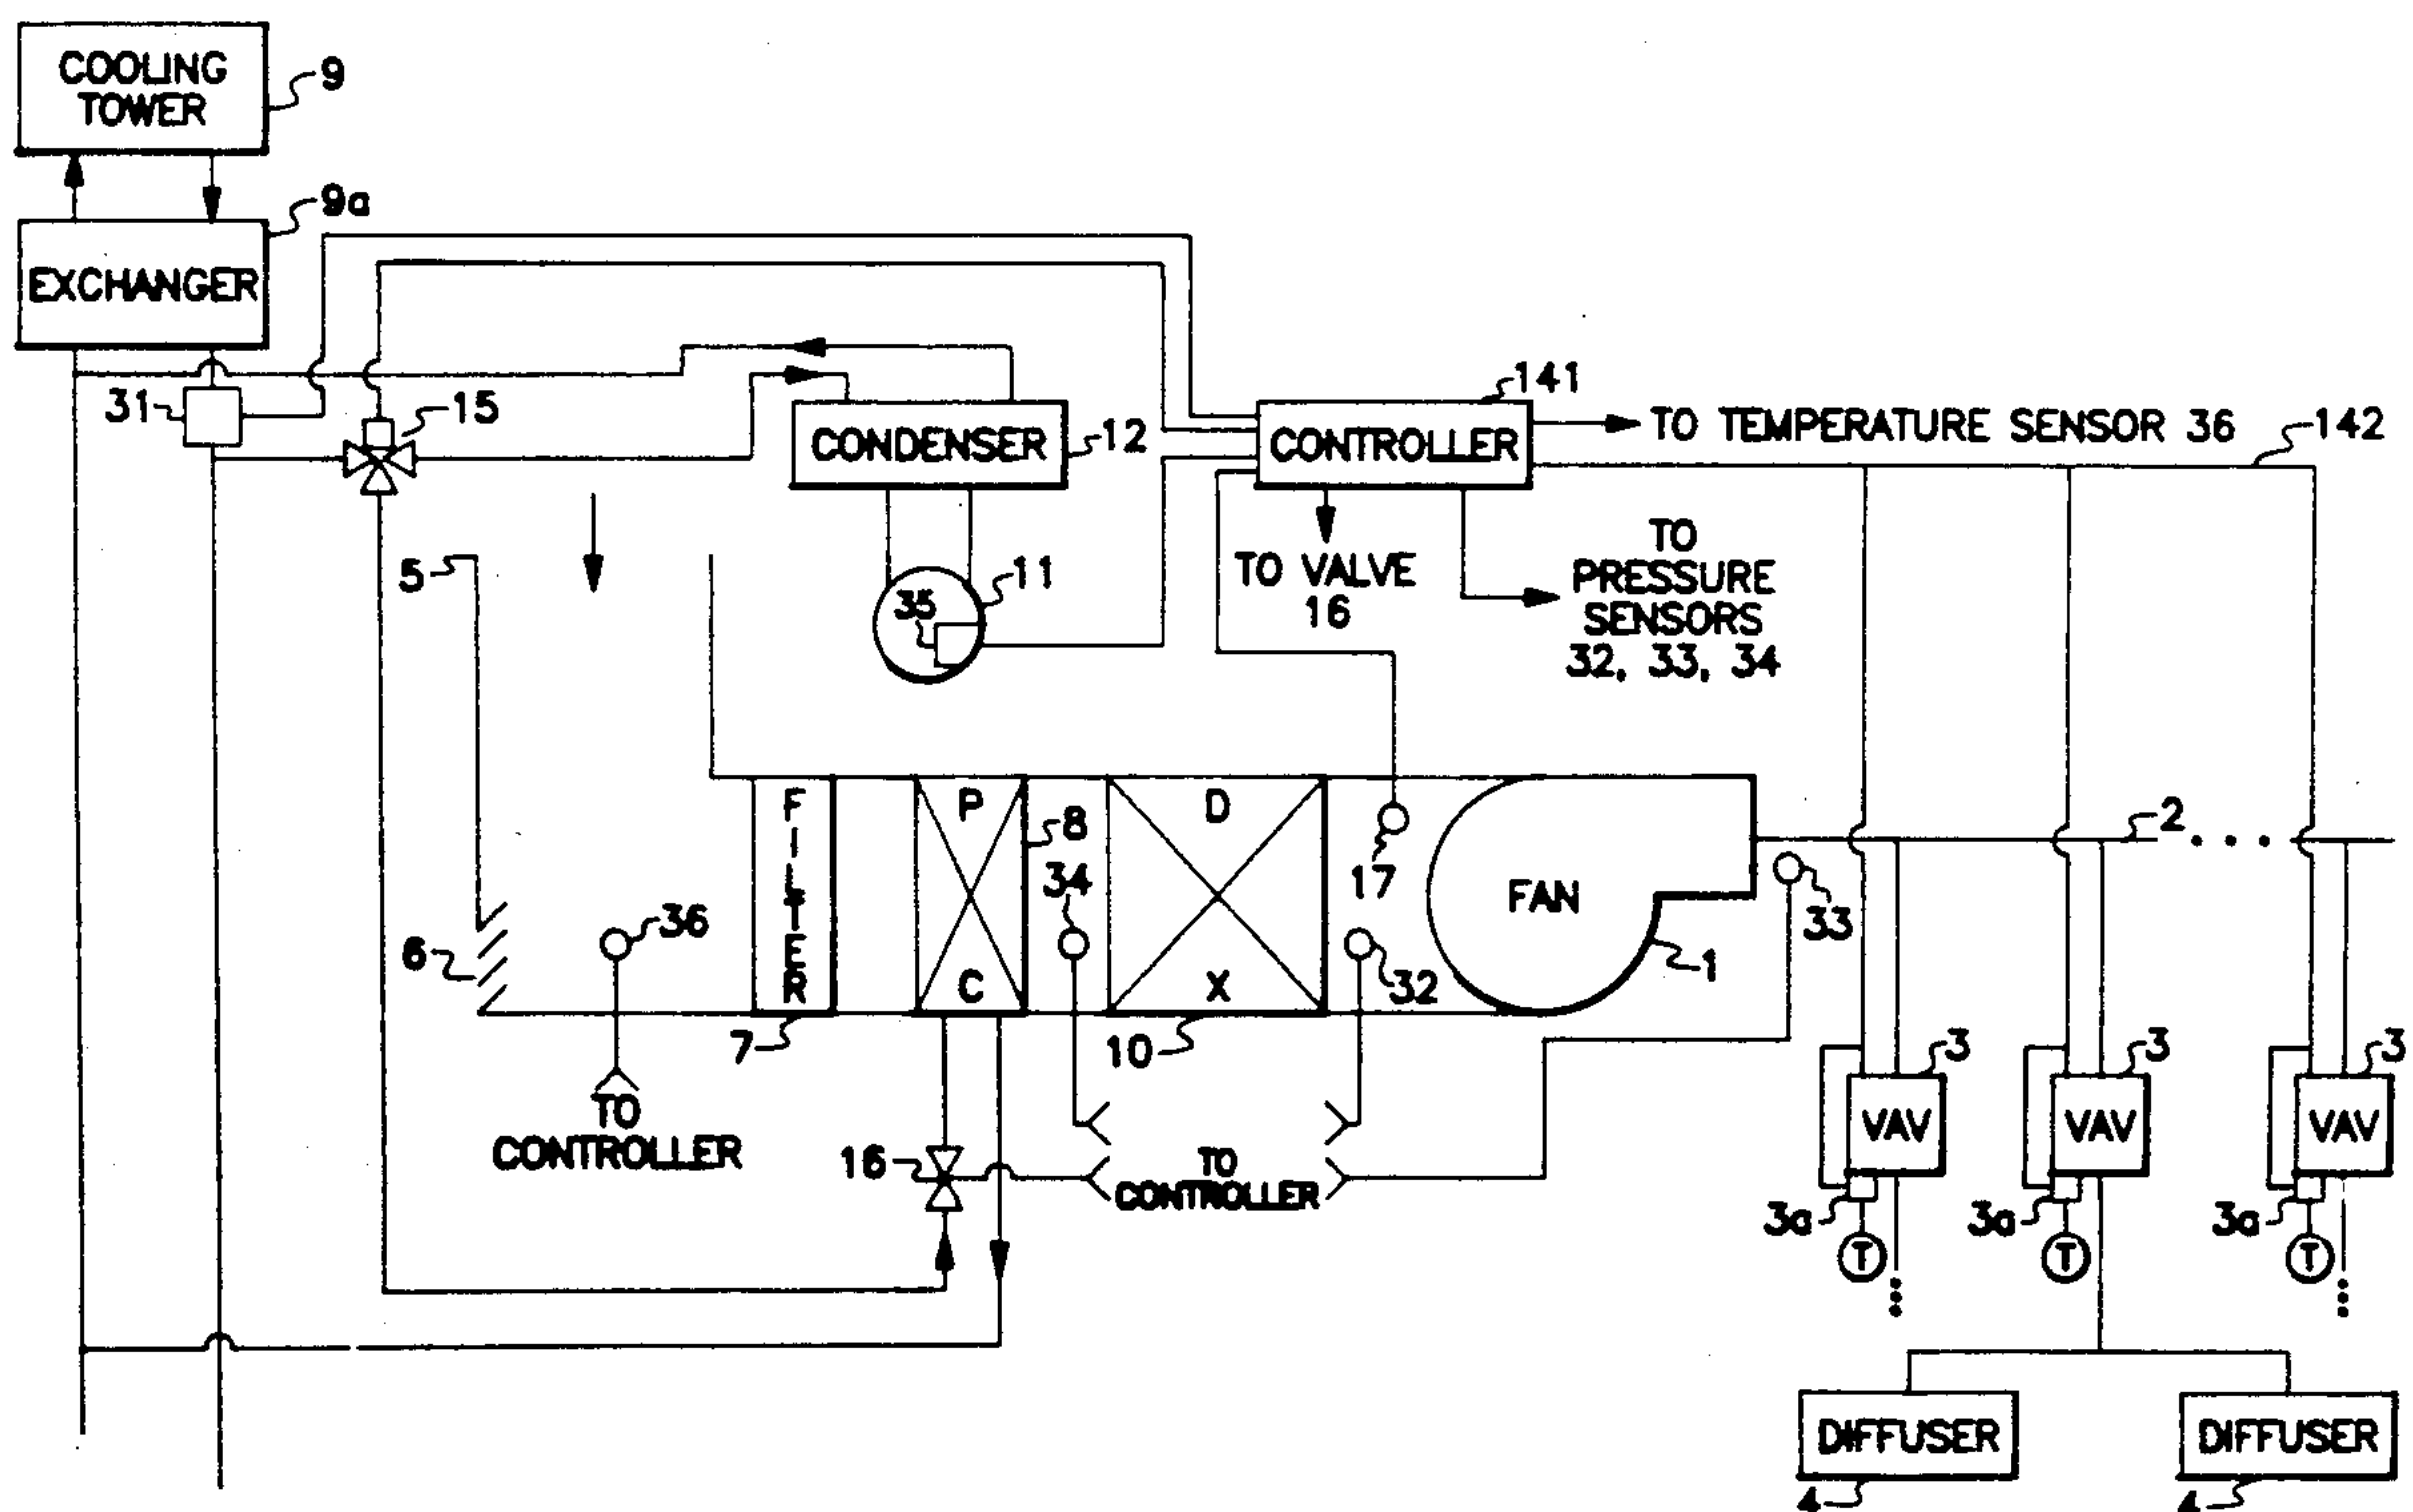 COOLING
TOWER
9
9a
EXCHANGER
31
15
CONDENSER
12
141
CONTROLLER
TO TEMPERATURE SENSOR 36
142
TO VALVE
16
TO
PRESSURE
SENSORS
32, 33, 34
5
35
11
6
36
FILTER
7
P
C
8
34
D
X
10
17
32
FAN
1
33
2
TO
CONTROLLER
16
TO
CONTROLLER
3
VAV
3a
T
3
VAV
3a
T
3
VAV
3a
T
DIFFUSER
4
DIFFUSER
4